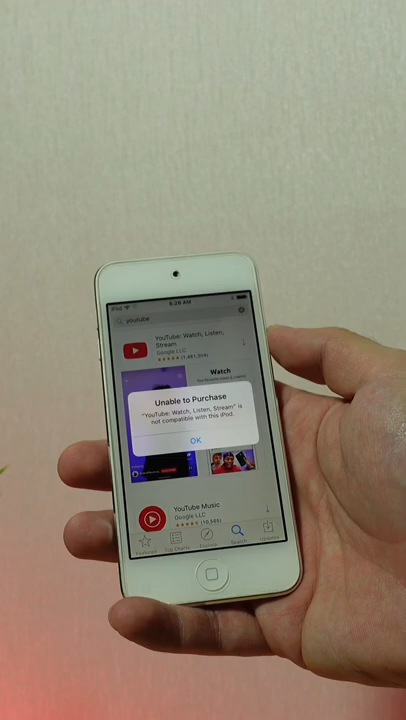 iPod
9:26 AM
youtube
YouTube: Watch, Listen,
Stream
Google LLC
Watch
Unable to Purchase
"YouTube: Watch, Listen, Stream" is
not compatible with this iPod.
OK
YouTube Music
Google LLC
Featured
Top Charts
Explore
Search
Updates